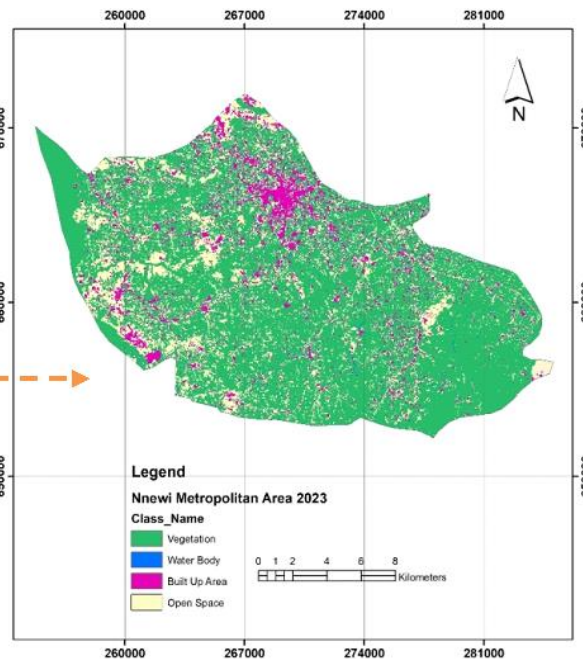 260000 267000 274000 281000
N
Legend
Nnewi Metropolitan Area 2023
Class_Name
Vegetation
Water Body
Built Up Area
Open Space
0 1 2 4 6 8
Kilometers
260000 267000 274000 281000